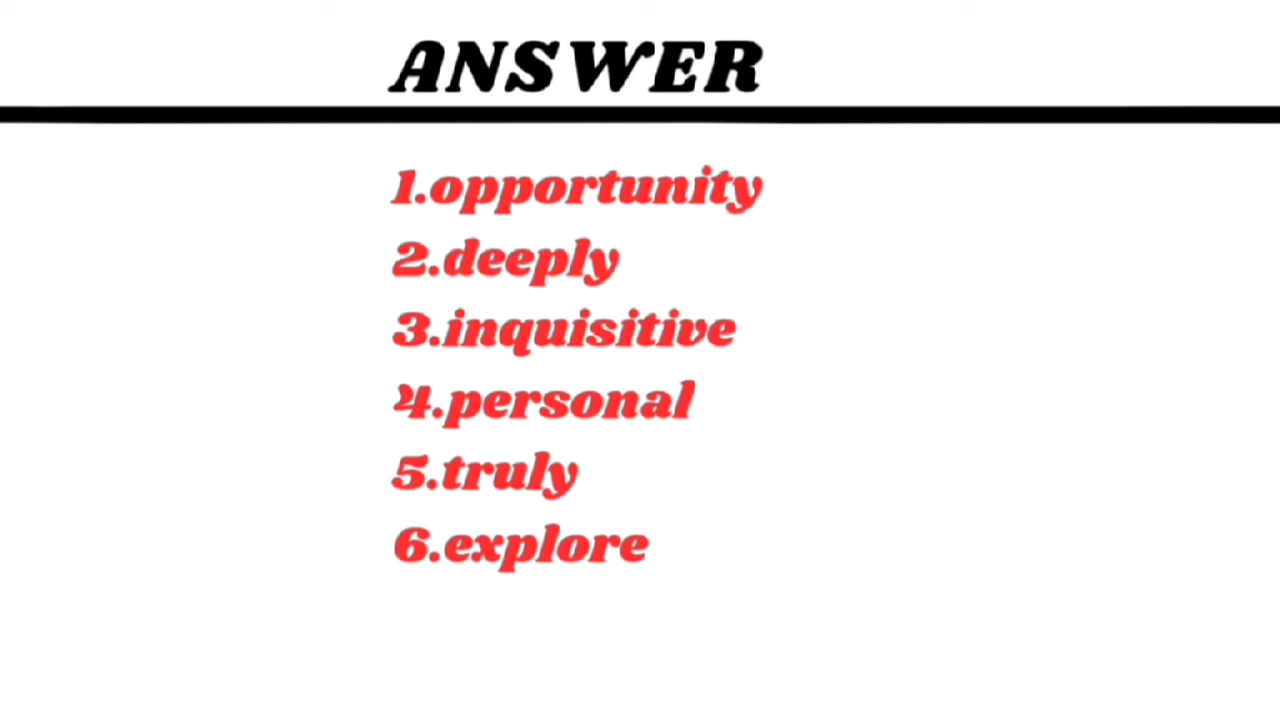 ANSWER
1.opportunity
2.deeply
3.inquisitive
4.personal
5.truly
6.explore